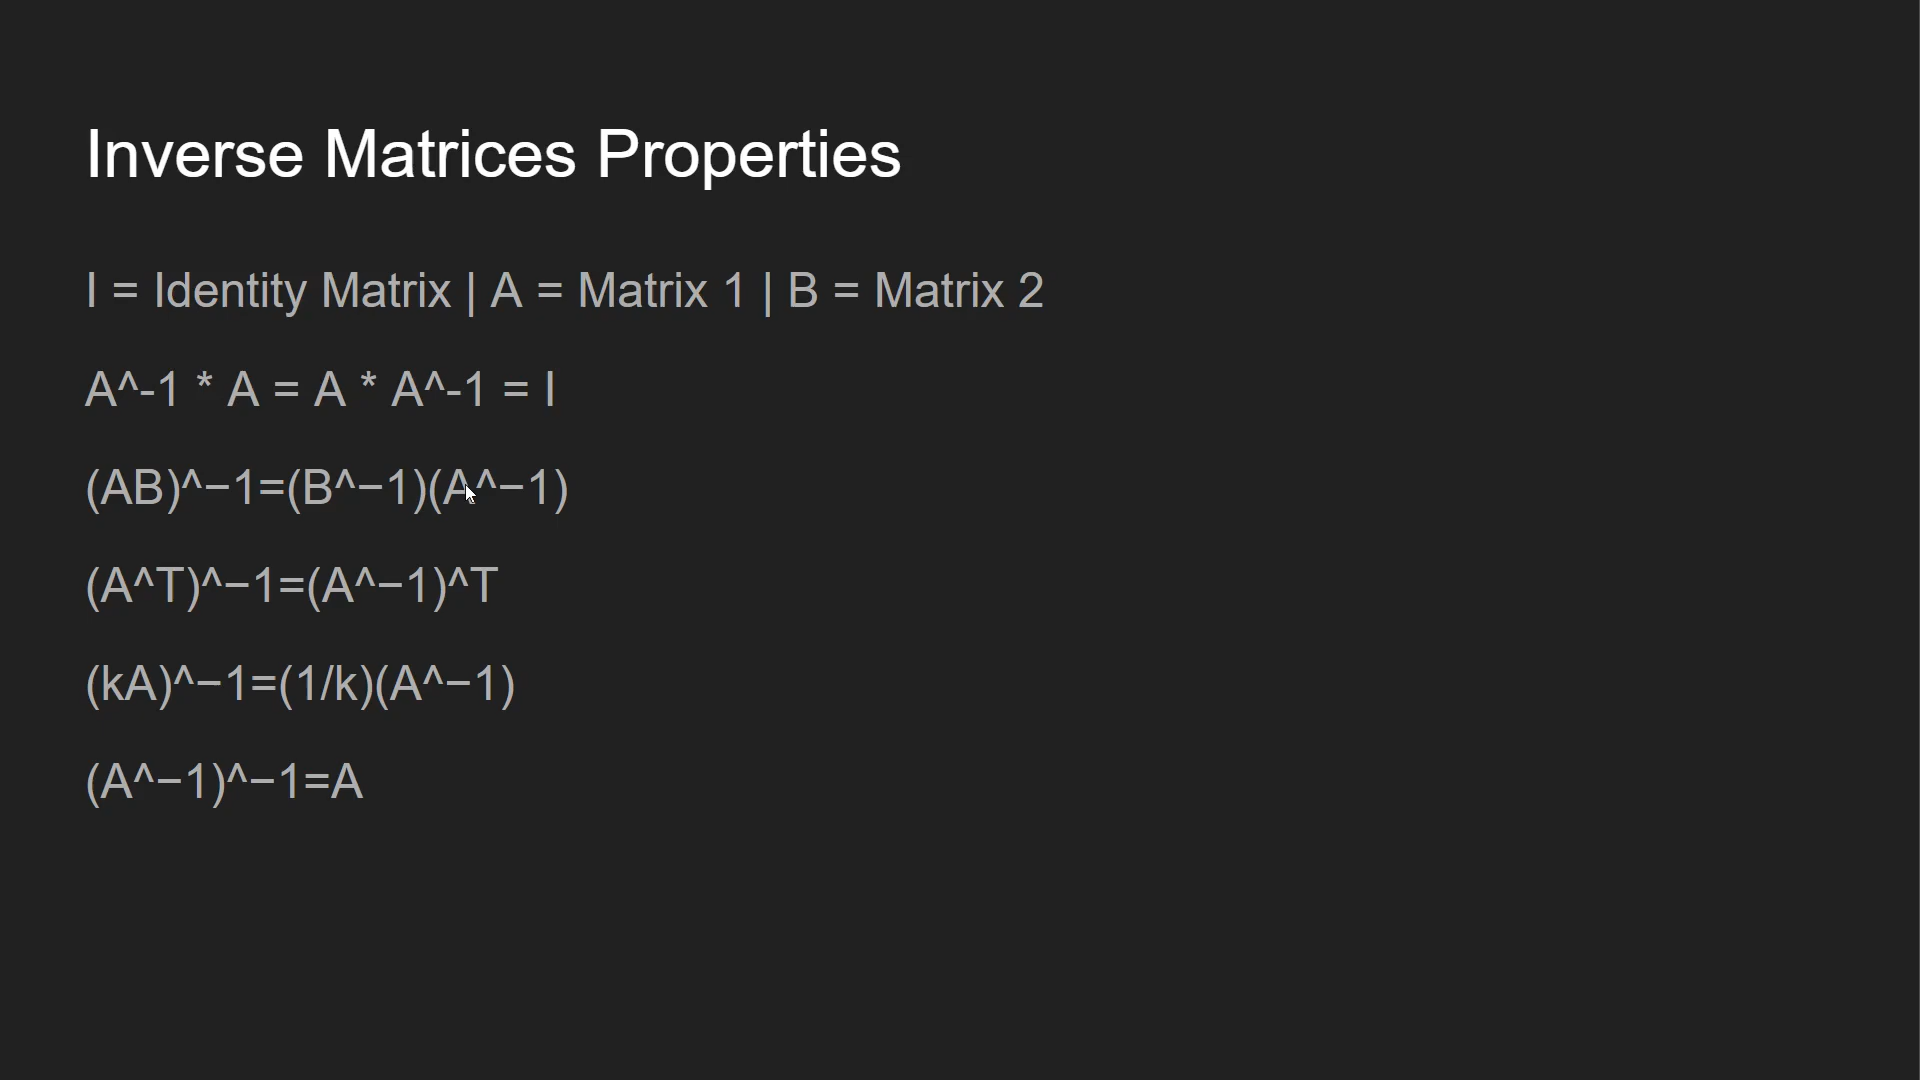 Inverse Matrices Properties
I = Identity Matrix | A = Matrix 1 | B = Matrix 2
A^-1 * A = A * A^-1 = I
(AB)^−1=(B^−1)(A^−1)
(A^T)^−1=(A^−1)^T
(kA)^−1=(1/k)(A^−1)
(A^−1)^−1=A